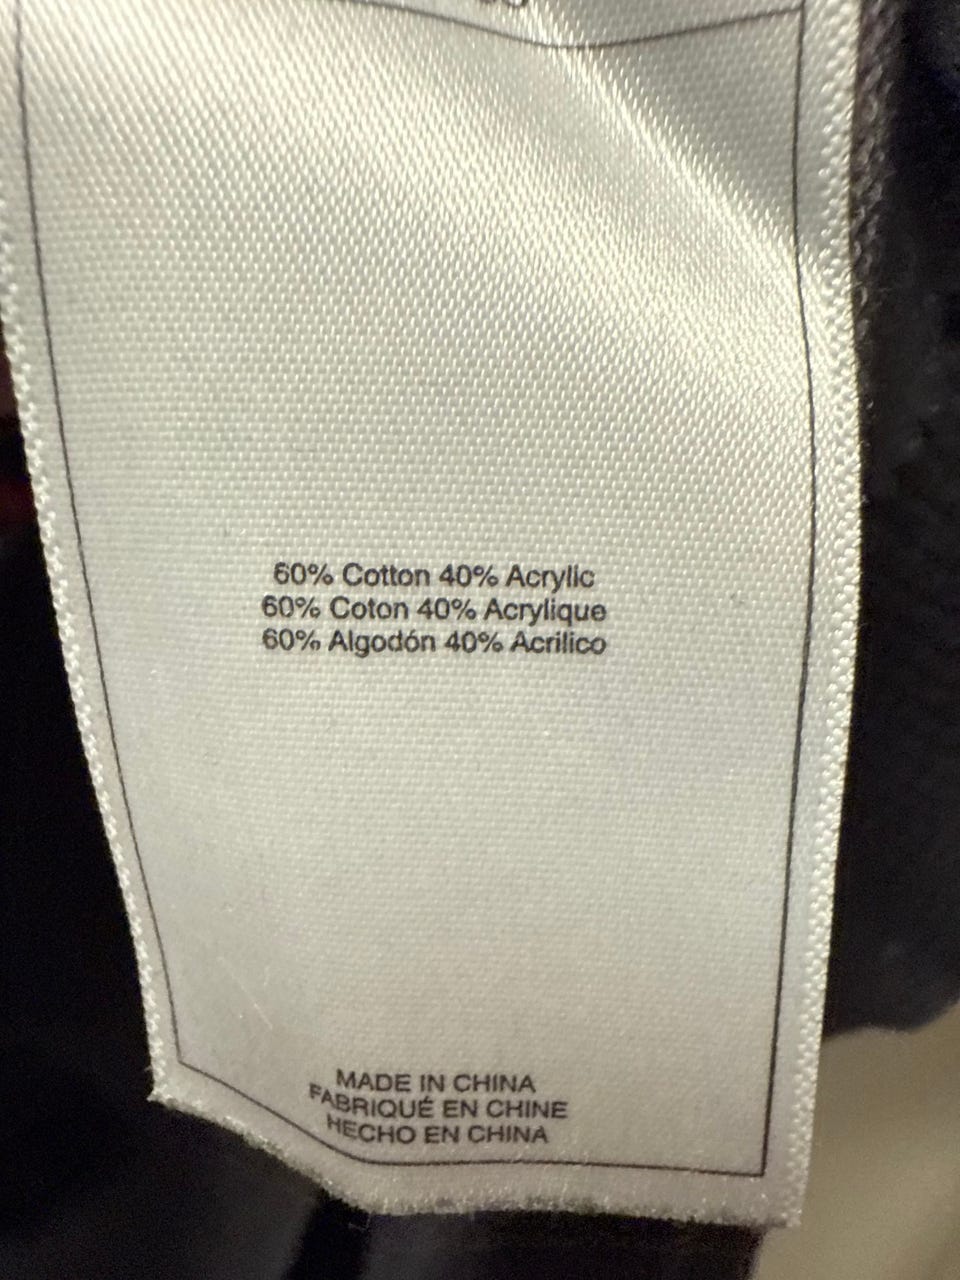 60% Cotton 40% Acrylic
60% Coton 40% Acrylique
60% Algodón 40% Acrilico
MADE IN CHINA
FABRIQUÉ EN CHINE
HECHO EN CHINA